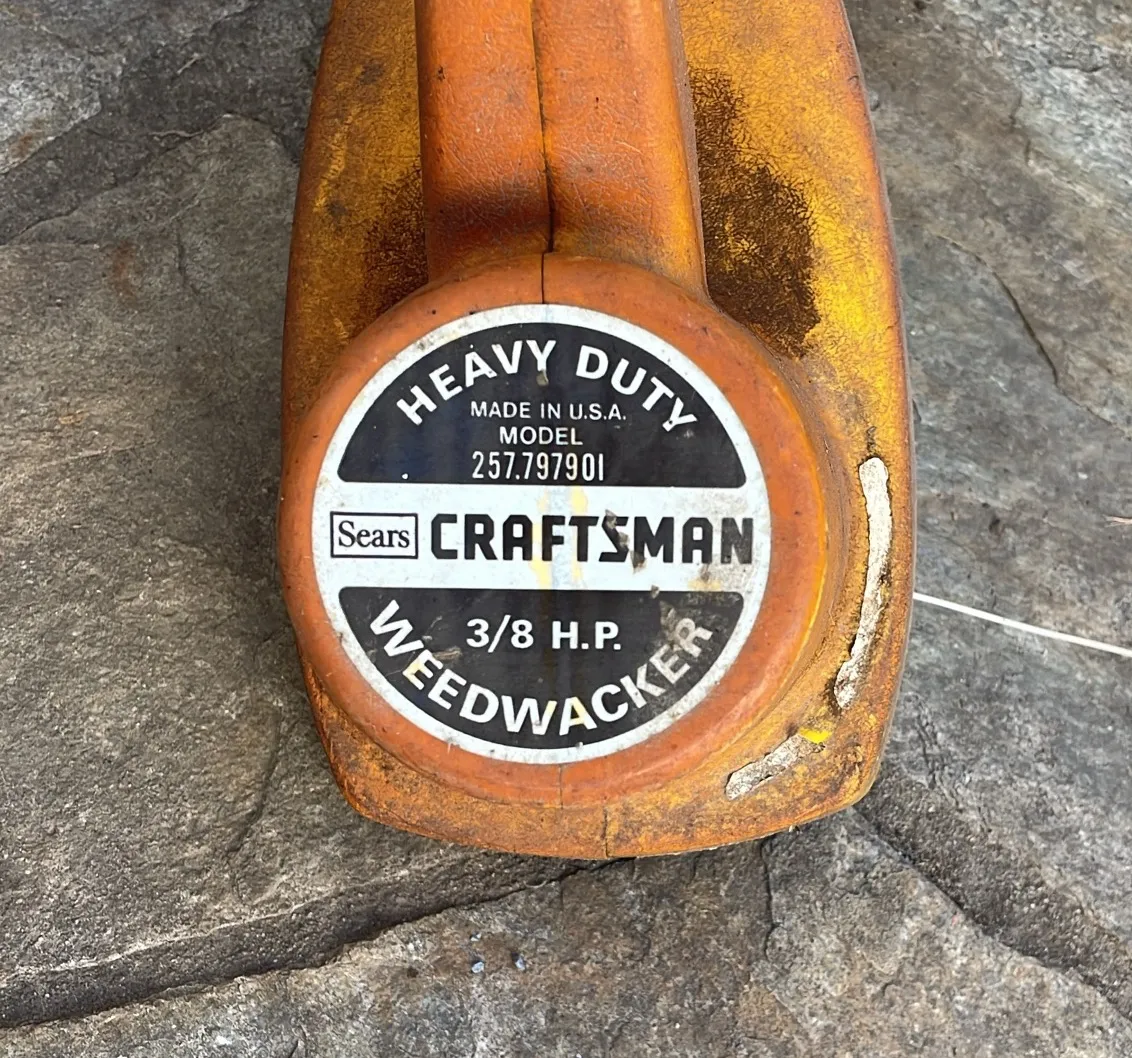 HEAVY DUTY
MADE IN U.S.A.
MODEL
257.797901
Sears CRAFTSMAN
3/8 H.P.
WEEDWACKER